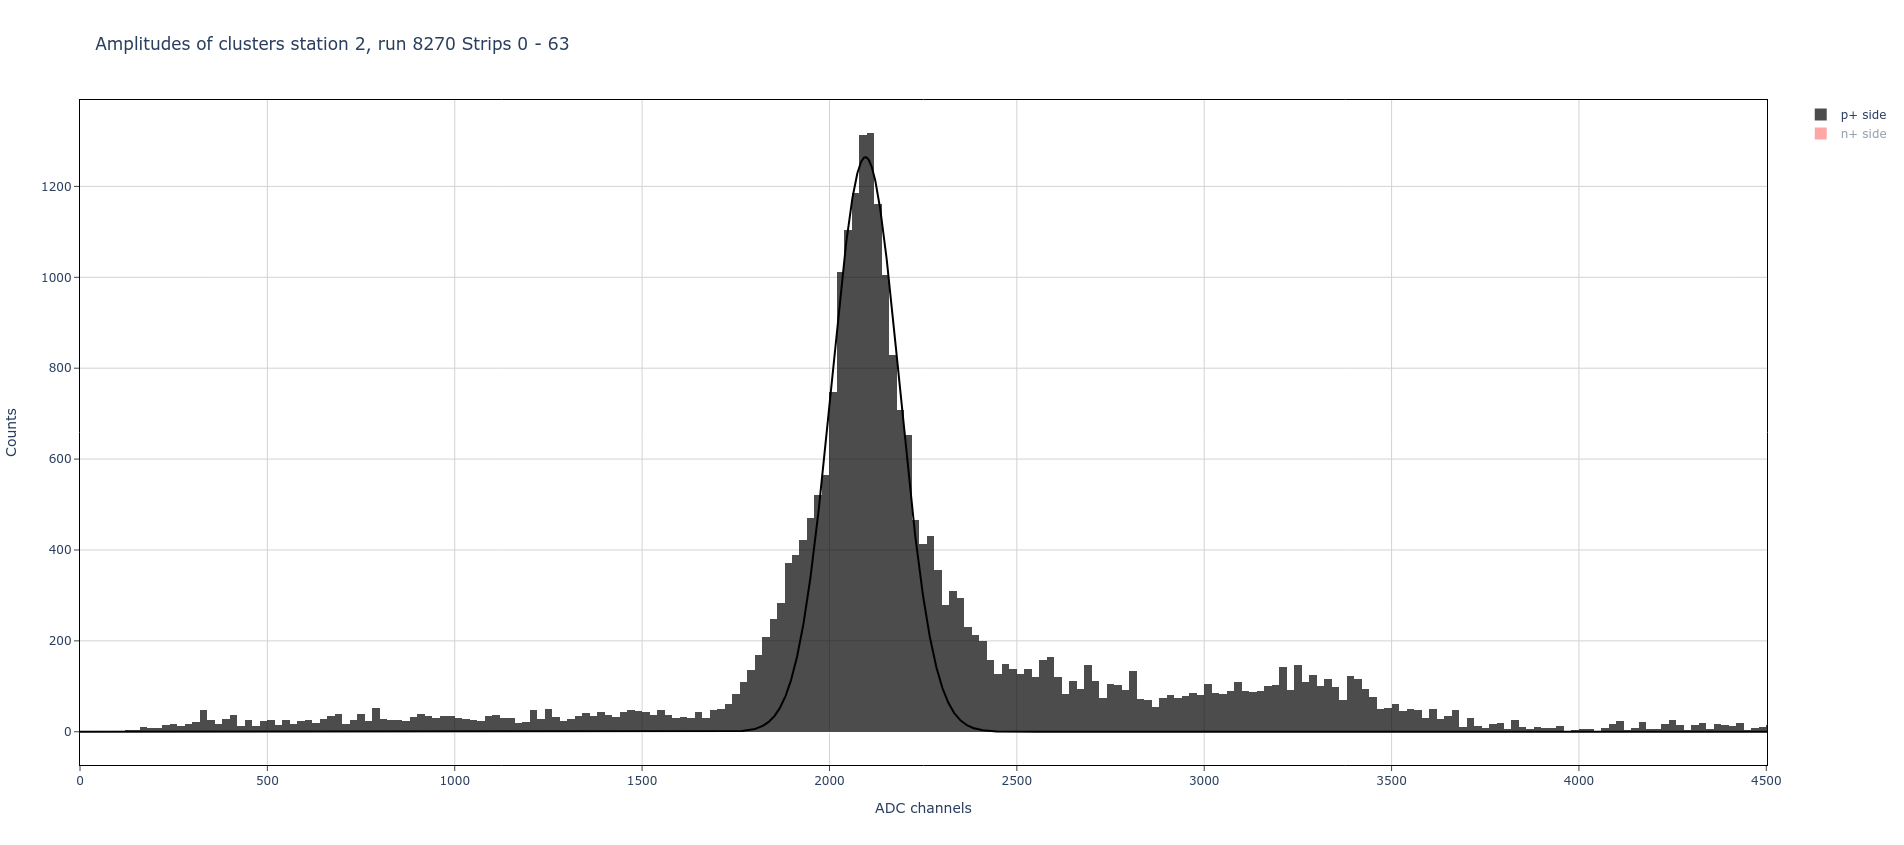 Amplitudes of clusters station 2, run 8270 Strips 0 - 63
p+ side
n+ side
1200
1000
800
600
400
200
0
Counts
0 500 1000 1500 2000 2500 3000 3500 4000 4500
ADC channels